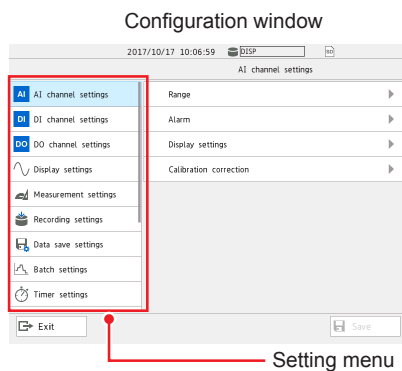 Configuration window
2017/10/17 10:06:59 DISP SD
AI channel settings
AI AI channel settings
Range
DI DI channel settings
Alarm
DO DO channel settings
Display settings
Display settings
Calibration correction
Measurement settings
Recording settings
Data save settings
Batch settings
Timer settings
Exit
Save
Setting menu